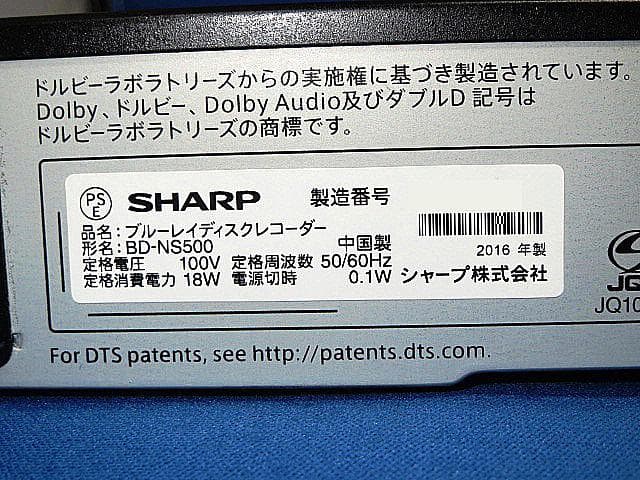 ドルビーラボラトリーズからの実施権に基づき製造されています。
Dolby、ドルビー、Dolby Audio及びダブルD 記号は
ドルビーラボラトリーズの商標です。
PS
E
SHARP 製造番号
品名：ブルーレイディスクレコーダー
形名：BD-NS500 中国製 2016 年製
定格電圧 100V 定格周波数 50/60Hz
定格消費電力 18W 電源切時 0.1W シャープ株式会社
JQ
JQ10
For DTS patents, see http://patents.dts.com.